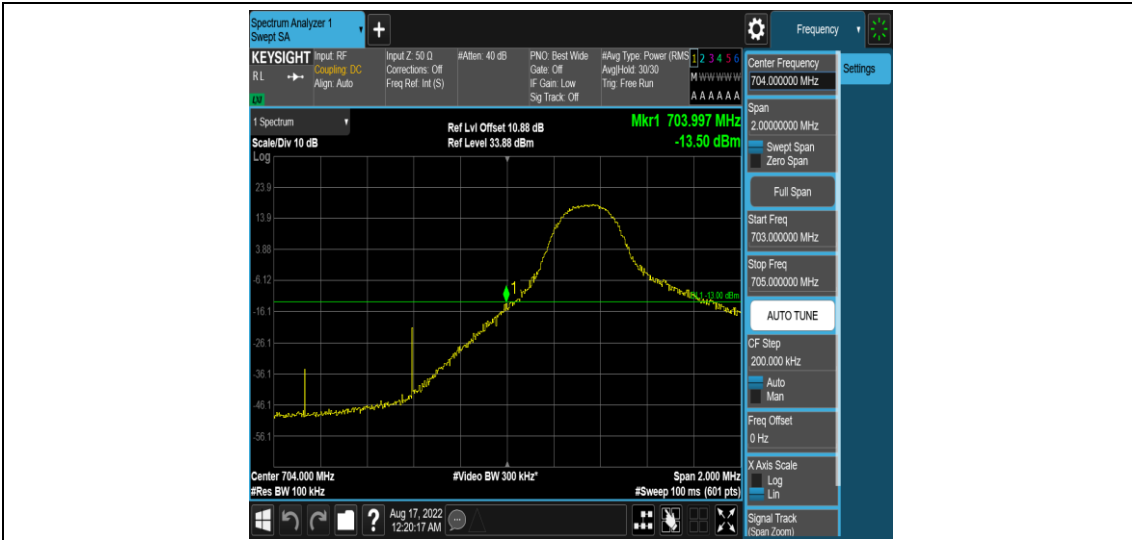 Spectrum Analyzer 1
Swept SA
+
Frequency
KEYSIGHT
RL
LXI
Input: RF
Coupling: DC
Align: Auto
Input Z: 50 Ω
Corrections: Off
Freq Ref: Int (S)
#Atten: 40 dB
PNO: Best Wide
Gate: Off
IF Gain: Low
Sig Track: Off
#Avg Type: Power (RMS
Avg|Hold: 30/30
Trig: Free Run
1 2 3 4 5 6
M W W W W W
A A A A A A
1 Spectrum
Scale/Div 10 dB
Log
Ref Lvl Offset 10.88 dB
Ref Level 33.88 dBm
Mkr1 703.997 MHz
-13.50 dBm
23.9
13.9
3.88
-6.12
-16.1
-26.1
-36.1
-46.1
-56.1
1
DL1 -13.00 dBm
Center 704.000 MHz
#Res BW 100 kHz
#Video BW 300 kHz*
Span 2.000 MHz
#Sweep 100 ms (601 pts)
Center Frequency
704.000000 MHz
Settings
Span
2.00000000 MHz
Swept Span
Zero Span
Full Span
Start Freq
703.000000 MHz
Stop Freq
705.000000 MHz
AUTO TUNE
CF Step
200.000 kHz
Auto
Man
Freq Offset
0 Hz
X Axis Scale
Log
Lin
Signal Track
(Span Zoom)
?
Aug 17, 2022
12:20:17 AM